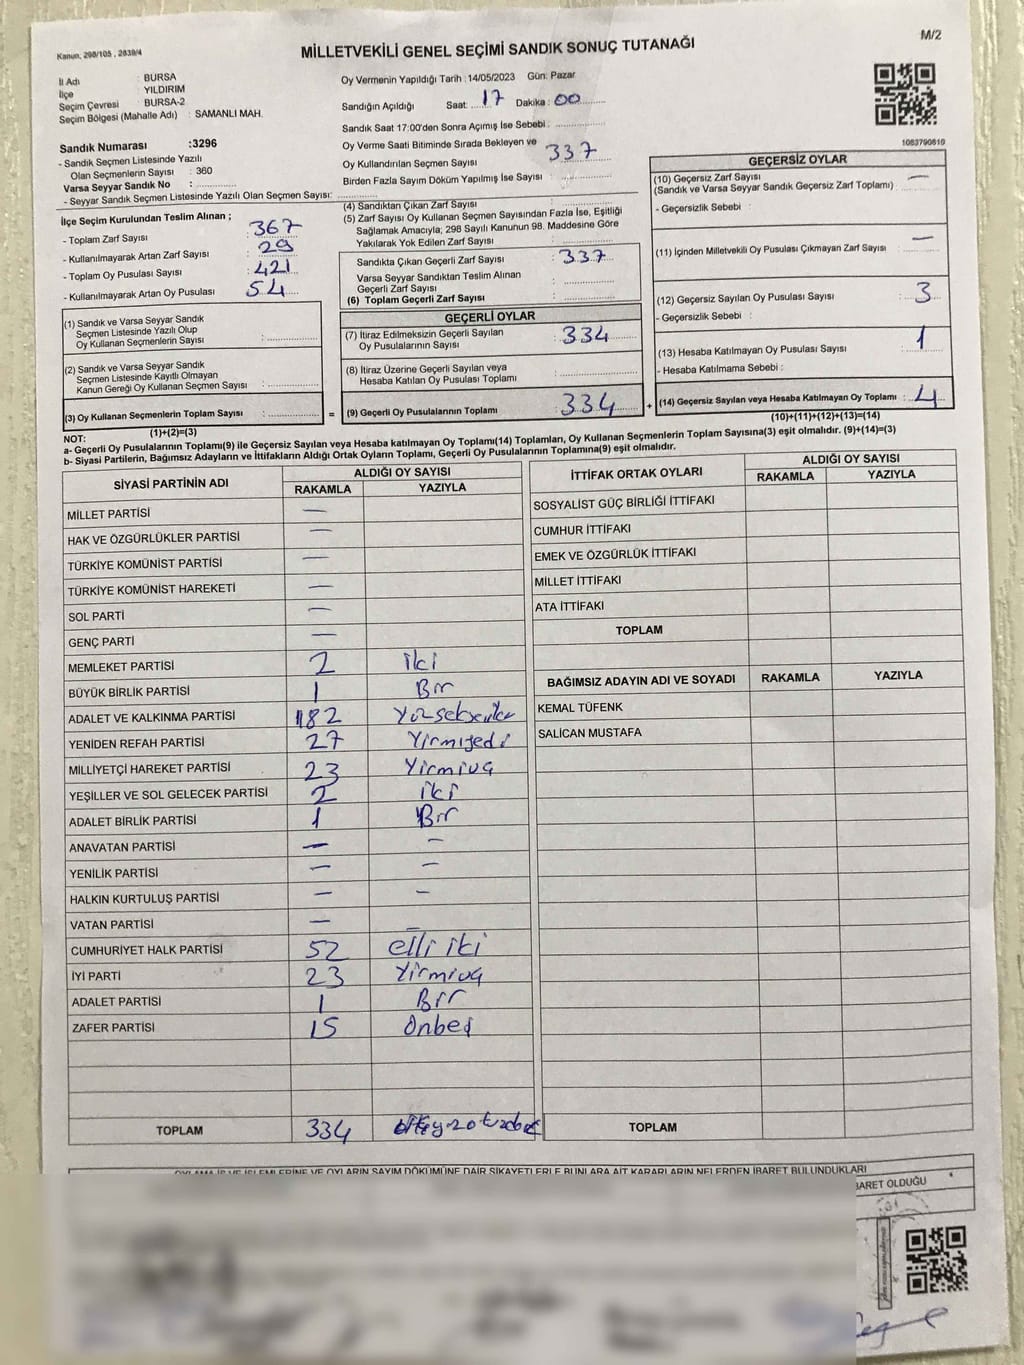 Kanun, 298/105 , 2839/4
MİLLETVEKİLİ GENEL SEÇİMİ SANDIK SONUÇ TUTANAĞI
M/2
İl Adı : BURSA
İlçe YILDIRIM
Seçim Çevresi : BURSA-2
Seçim Bölgesi (Mahalle Adı) : SAMANLI MAH.
Sandık Numarası :3296
- Sandık Seçmen Listesinde Yazılı
Olan Seçmenlerin Sayısı : 360
Varsa Seyyar Sandık No :
- Seyyar Sandık Seçmen Listesinde Yazılı Olan Seçmen Sayısı:
Oy Vermenin Yapıldığı Tarih : 14/05/2023 Gün: Pazar
Sandığın Açıldığı Saat: 17 Dakika : 00
Sandık Saat 17:00'den Sonra Açımış İse Sebebi :
Oy Verme Saati Bitiminde Sırada Bekleyen ve
Oy Kullandırılan Seçmen Sayısı : 337
Birden Fazla Sayım Döküm Yapılmış İse Sayısı :
1083790810
İlçe Seçim Kurulundan Teslim Alınan ;
- Toplam Zarf Sayısı : 367
- Kullanılmayarak Artan Zarf Sayısı : 29
- Toplam Oy Pusulası Sayısı : 421
- Kullanılmayarak Artan Oy Pusulası : 54
(1) Sandık ve Varsa Seyyar Sandık
Seçmen Listesinde Yazılı Olup
Oy Kullanan Seçmenlerin Sayısı :
(2) Sandık ve Varsa Seyyar Sandık
Seçmen Listesinde Kayıtlı Olmayan
Kanun Gereği Oy Kullanan Seçmen Sayısı :
(3) Oy Kullanan Seçmenlerin Toplam Sayısı :
(1)+(2)=(3)
(4) Sandıktan Çıkan Zarf Sayısı :
(5) Zarf Sayısı Oy Kullanan Seçmen Sayısından Fazla İse, Eşitliği
Sağlamak Amacıyla; 298 Sayılı Kanunun 98. Maddesine Göre
Yakılarak Yok Edilen Zarf Sayısı :
Sandıkta Çıkan Geçerli Zarf Sayısı : 337
Varsa Seyyar Sandıktan Teslim Alınan
Geçerli Zarf Sayısı :
(6) Toplam Geçerli Zarf Sayısı :
GEÇERLİ OYLAR
(7) İtiraz Edilmeksizin Geçerli Sayılan
Oy Pusulalarının Sayısı : 334
(8) İtiraz Üzerine Geçerli Sayılan veya
Hesaba Katılan Oy Pusulası Toplamı :
= (9) Geçerli Oy Pusulalarının Toplamı : 334 +
GEÇERSİZ OYLAR
(10) Geçersiz Zarf Sayısı —
(Sandık ve Varsa Seyyar Sandık Geçersiz Zarf Toplamı) :
- Geçersizlik Sebebi :
(11) İçinden Milletvekili Oy Pusulası Çıkmayan Zarf Sayısı : —
(12) Geçersiz Sayılan Oy Pusulası Sayısı : 3
- Geçersizlik Sebebi :
(13) Hesaba Katılmayan Oy Pusulası Sayısı : 1
- Hesaba Katılmama Sebebi :
(14) Geçersiz Sayılan veya Hesaba Katılmayan Oy Toplamı : 4
(10)+(11)+(12)+(13)=(14)
NOT:
a- Geçerli Oy Pusulalarının Toplamı(9) ile Geçersiz Sayılan veya Hesaba katılmayan Oy Toplamı(14) Toplamları, Oy Kullanan Seçmenlerin Toplam Sayısına(3) eşit olmalıdır. (9)+(14)=(3)
b- Siyasi Partilerin, Bağımsız Adayların ve İttifakların Aldığı Ortak Oyların Toplamı, Geçerli Oy Pusulalarının Toplamına(9) eşit olmalıdır.
SİYASİ PARTİNİN ADI ALDIĞI OY SAYISI
RAKAMLA YAZIYLA
MİLLET PARTİSİ —
HAK VE ÖZGÜRLÜKLER PARTİSİ —
TÜRKİYE KOMÜNİST PARTİSİ —
TÜRKİYE KOMÜNİST HAREKETİ —
SOL PARTİ —
GENÇ PARTİ —
MEMLEKET PARTİSİ 2 iki
BÜYÜK BİRLİK PARTİSİ 1 Bir
ADALET VE KALKINMA PARTİSİ 182
YENİDEN REFAH PARTİSİ 27 Yirmiyedi
MİLLİYETÇİ HAREKET PARTİSİ 23 Yirmiüç
YEŞİLLER VE SOL GELECEK PARTİSİ 2 iki
ADALET BİRLİK PARTİSİ 1 Bir
ANAVATAN PARTİSİ — —
YENİLİK PARTİSİ — —
HALKIN KURTULUŞ PARTİSİ — —
VATAN PARTİSİ —
CUMHURİYET HALK PARTİSİ 52 elli iki
İYİ PARTİ 23 Yirmiüç
ADALET PARTİSİ 1 Bir
ZAFER PARTİSİ 15 Onbeş
TOPLAM 334
İTTİFAK ORTAK OYLARI ALDIĞI OY SAYISI
RAKAMLA YAZIYLA
SOSYALİST GÜÇ BİRLİĞİ İTTİFAKI
CUMHUR İTTİFAKI
EMEK VE ÖZGÜRLÜK İTTİFAKI
MİLLET İTTİFAKI
ATA İTTİFAKI
TOPLAM
BAĞIMSIZ ADAYIN ADI VE SOYADI RAKAMLA YAZIYLA
KEMAL TÜFENK
SALİCAN MUSTAFA
TOPLAM
OYLAMA İŞ VE İŞLEMLERİNE VE OYLARIN SAYIM DÖKÜMÜNE DAİR ŞİKAYETLERLE BUNLARA AİT KARARLARIN NELERDEN İBARET BULUNDUKLARI
BARET OLDUĞU